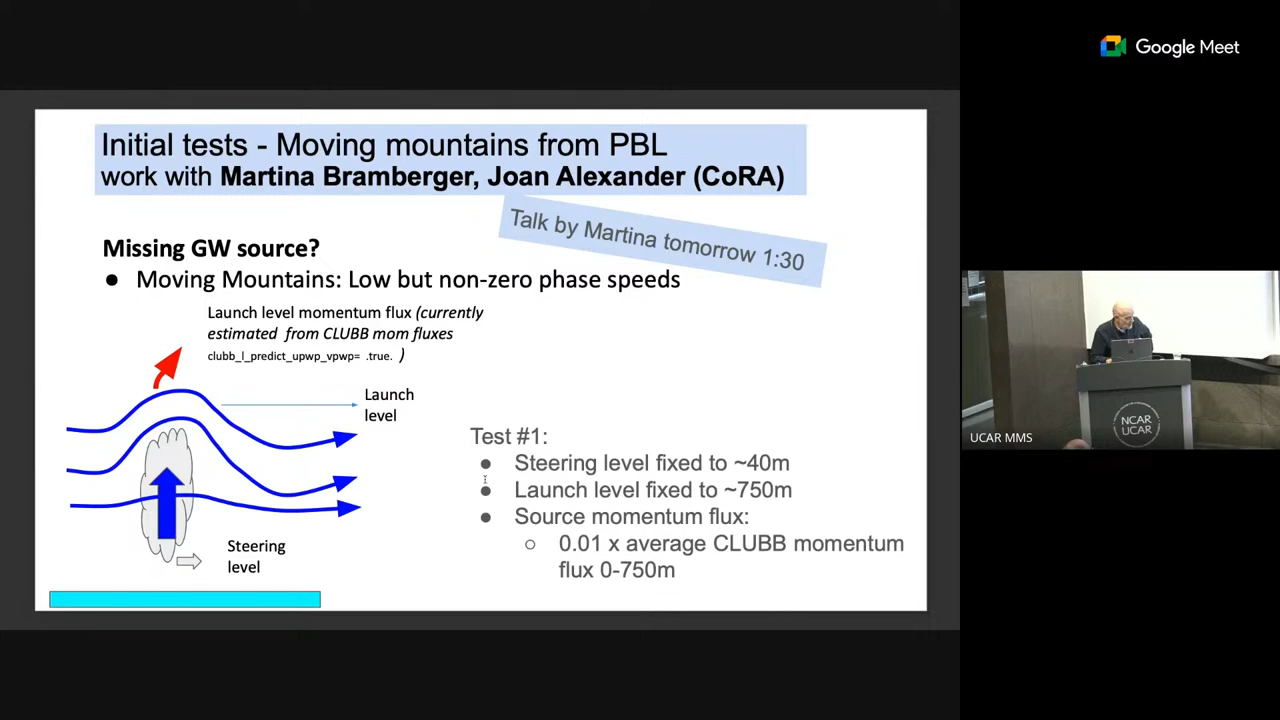 Google Meet
Initial tests - Moving mountains from PBL
work with Martina Bramberger, Joan Alexander (CoRA)
Talk by Martina tomorrow 1:30
Missing GW source?
● Moving Mountains: Low but non-zero phase speeds
Launch level momentum flux (currently
estimated from CLUBB mom fluxes
clubb_l_predict_upwp_vpwp= .true. )
Launch
level
Steering
level
Test #1:
● Steering level fixed to ~40m
● Launch level fixed to ~750m
● Source momentum flux:
○ 0.01 x average CLUBB momentum
flux 0-750m
NCAR
UCAR
UCAR MMS